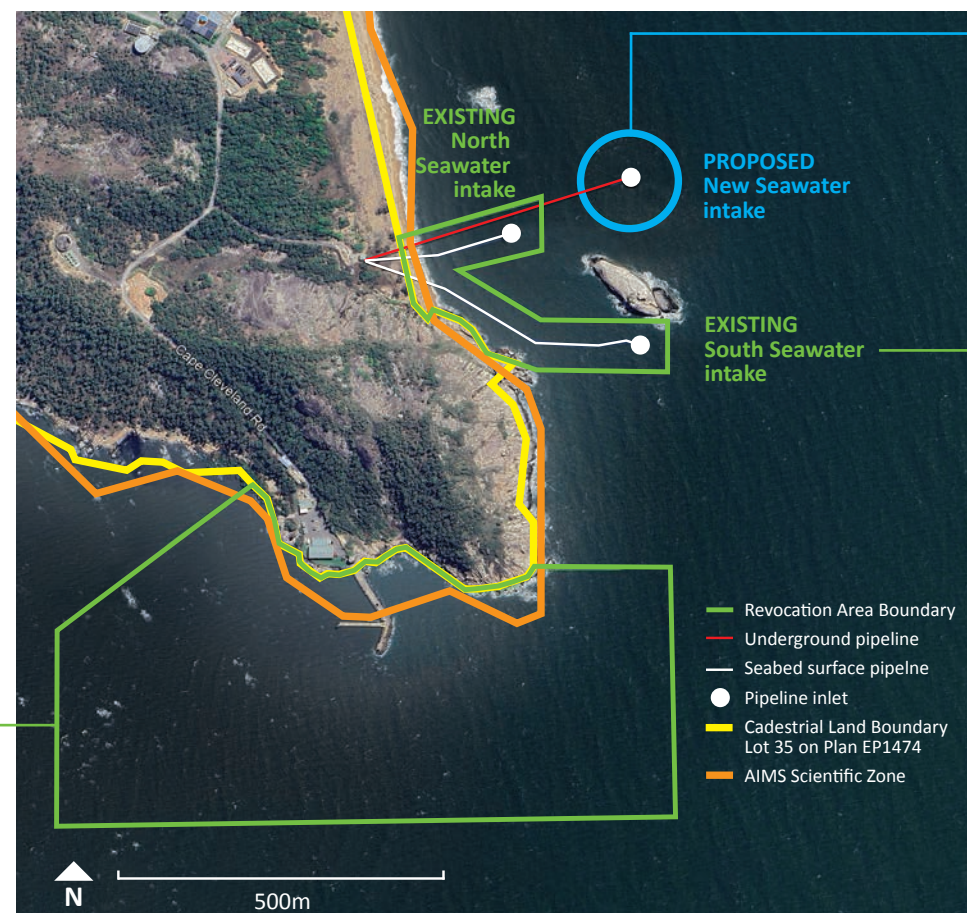 EXISTING
North
Seawater
intake
PROPOSED
New Seawater
intake
EXISTING
South Seawater
intake
Cape Cleveland Rd
Revocation Area Boundary
Underground pipeline
Seabed surface pipelne
Pipeline inlet
Cadestrial Land Boundary
Lot 35 on Plan EP1474
AIMS Scientific Zone
N
500m